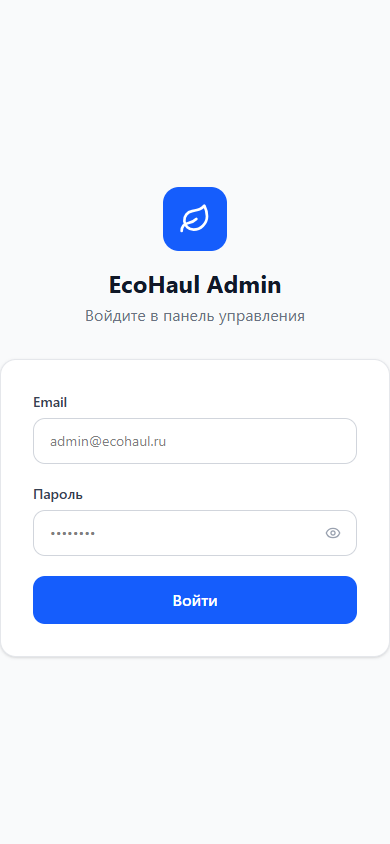 EcoHaul Admin
Войдите в панель управления
Email
admin@ecohaul.ru
Пароль
••••••••
Войти